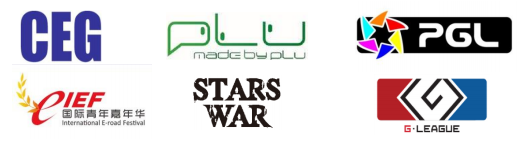 CEG
PLU
made by PLU
PGL
eIEF
国际青年嘉年华
International E-road Festival
STARS
WAR
G·LEAGUE